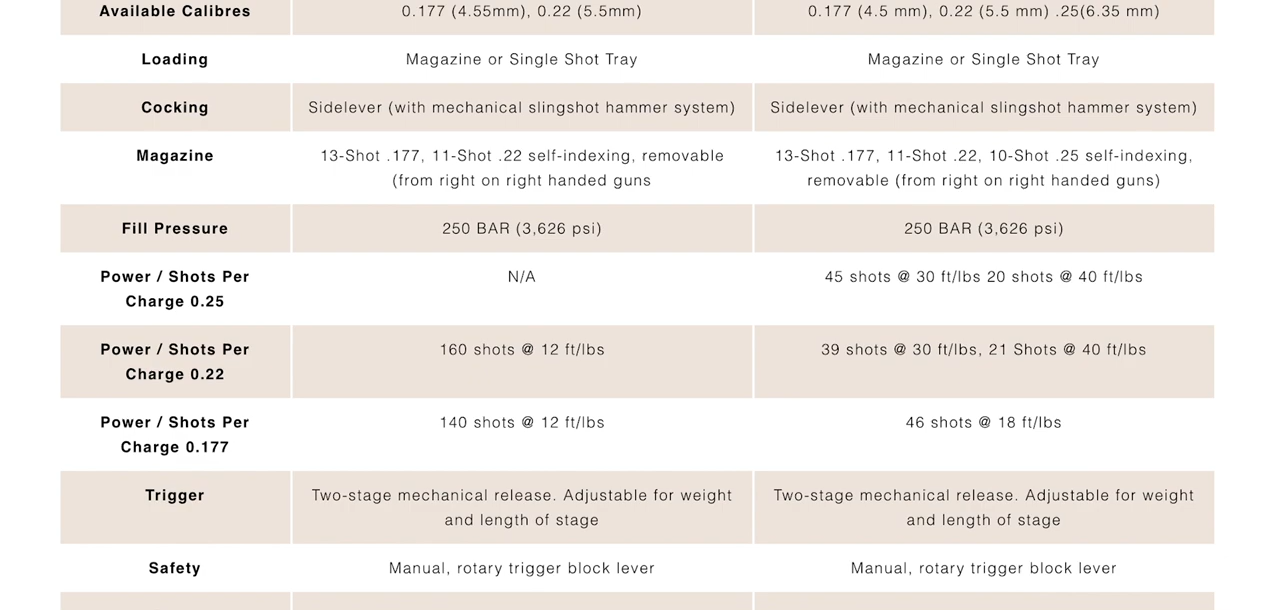 Available Calibres 0.177 (4.55mm), 0.22 (5.5mm) 0.177 (4.5 mm), 0.22 (5.5 mm) .25(6.35 mm)
Loading Magazine or Single Shot Tray Magazine or Single Shot Tray
Cocking Sidelever (with mechanical slingshot hammer system) Sidelever (with mechanical slingshot hammer system)
Magazine 13-Shot .177, 11-Shot .22 self-indexing, removable 13-Shot .177, 11-Shot .22, 10-Shot .25 self-indexing,
(from right on right handed guns removable (from right on right handed guns)
Fill Pressure 250 BAR (3,626 psi) 250 BAR (3,626 psi)
Power / Shots Per N/A 45 shots @ 30 ft/lbs 20 shots @ 40 ft/lbs
Charge 0.25
Power / Shots Per 160 shots @ 12 ft/lbs 39 shots @ 30 ft/lbs, 21 Shots @ 40 ft/lbs
Charge 0.22
Power / Shots Per 140 shots @ 12 ft/lbs 46 shots @ 18 ft/lbs
Charge 0.177
Trigger Two-stage mechanical release. Adjustable for weight Two-stage mechanical release. Adjustable for weight
and length of stage and length of stage
Safety Manual, rotary trigger block lever Manual, rotary trigger block lever